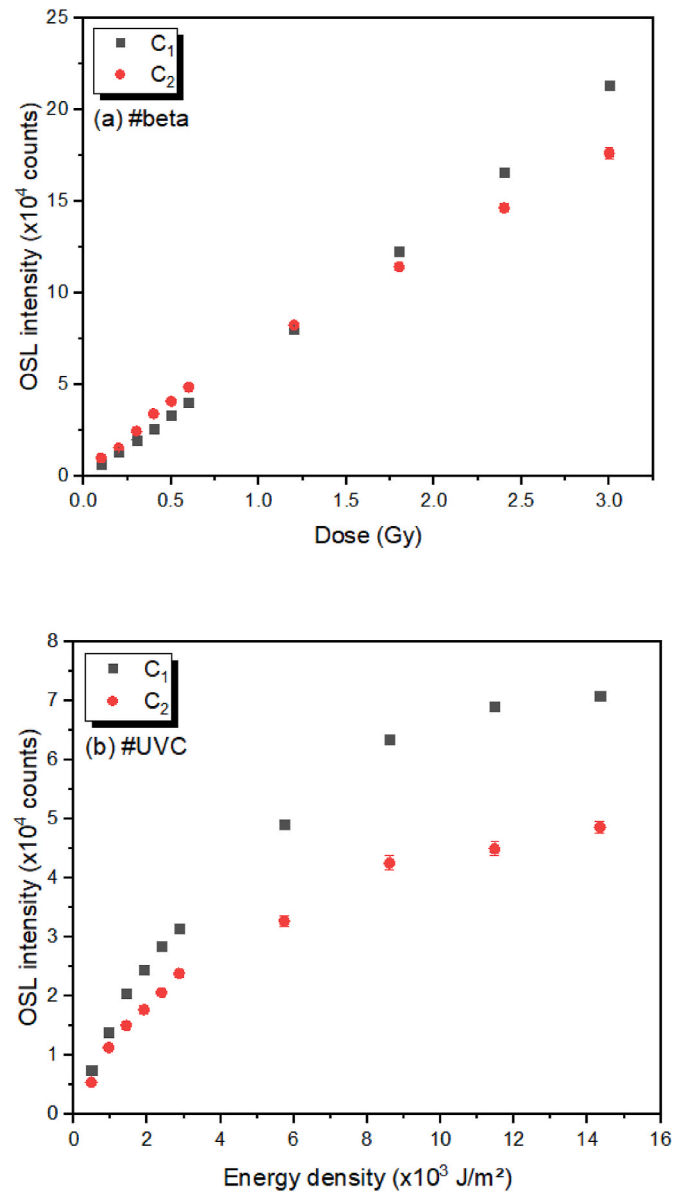 25
20
15
10
5
0
OSL intensity (x10⁴ counts)
C₁
C₂
(a) #beta
0.0 0.5 1.0 1.5 2.0 2.5 3.0
Dose (Gy)
8
7
6
5
4
3
2
1
0
OSL intensity (x10⁴ counts)
C₁
C₂
(b) #UVC
0 2 4 6 8 10 12 14 16
Energy density (x10³ J/m²)